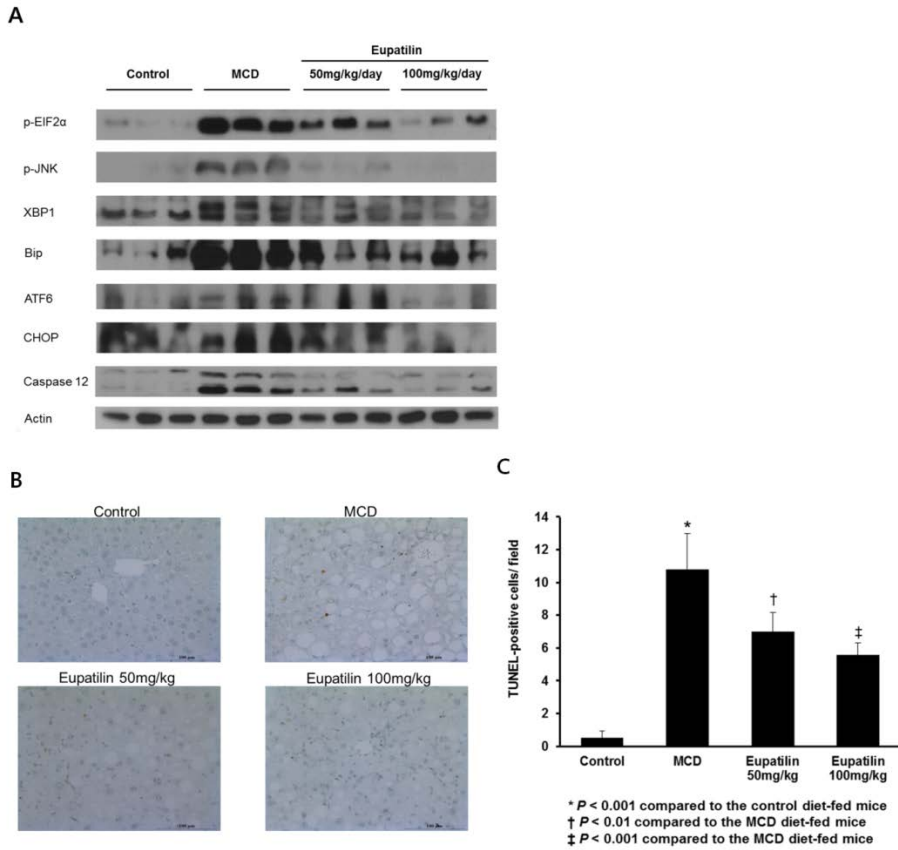 A
Eupatilin
Control MCD 50mg/kg/day 100mg/kg/day
p-EIF2α
p-JNK
XBP1
Bip
ATF6
CHOP
Caspase 12
Actin
B
Control MCD
Eupatilin 50mg/kg Eupatilin 100mg/kg
C
TUNEL-positive cells/ field
14
12
10
8
6
4
2
0
*
†
‡
Control MCD Eupatilin 50mg/kg Eupatilin 100mg/kg
* P < 0.001 compared to the control diet-fed mice
† P < 0.01 compared to the MCD diet-fed mice
‡ P < 0.001 compared to the MCD diet-fed mice